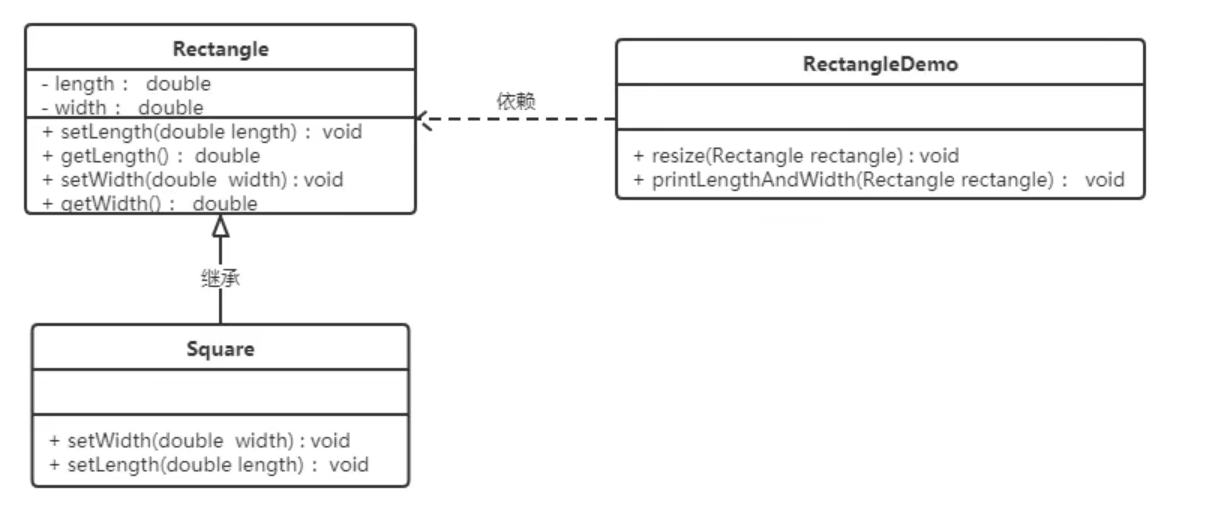 Rectangle
- length : double
- width : double
+ setLength(double length) : void
+ getLength() : double
+ setWidth(double width) : void
+ getWidth() : double
依赖
RectangleDemo
+ resize(Rectangle rectangle) : void
+ printLengthAndWidth(Rectangle rectangle) : void
继承
Square
+ setWidth(double width) : void
+ setLength(double length) : void